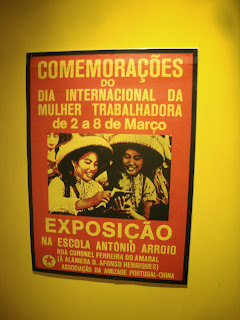 COMEMORAÇÕES
DO
DIA INTERNACIONAL DA
MULHER TRABALHADORA
de 2 a 8 de Março
EXPOSIÇÃO
NA ESCOLA ANTÓNIO ARROIO
RUA CORONEL FERREIRA DO AMARAL
(À ALAMEDA D. AFONSO HENRIQUES)
ASSOCIAÇÃO DA AMIZADE PORTUGAL-CHINA